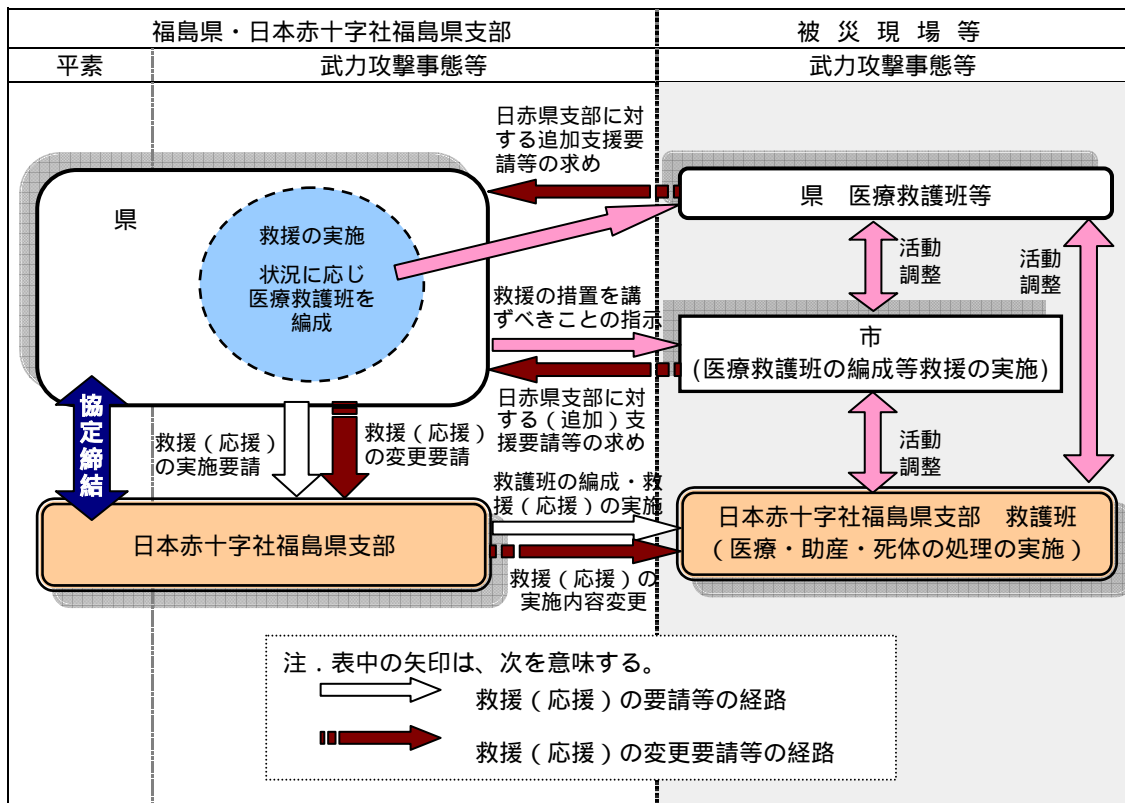 福島県・日本赤十字社福島県支部
被 災 現 場 等
平素
武力攻撃事態等
武力攻撃事態等
日赤県支部に対
する追加支援要
請等の求め
県
救援の実施
状況に応じ
医療救護班を
編成
県　医療救護班等
活動
調整
活動
調整
救援の措置を講
ずべきことの指示
市
(医療救護班の編成等救援の実施)
協定締結
救援（応援）
の実施要請
救援（応援）
の変更要請
日赤県支部に対
する（追加）支
援要請等の求め
活動
調整
救護班の編成・救
援（応援）の実施
日本赤十字社福島県支部
日本赤十字社福島県支部　救護班
（医療・助産・死体の処理の実施）
救援（応援）の
実施内容変更
注．表中の矢印は、次を意味する。
救援（応援）の要請等の経路
救援（応援）の変更要請等の経路